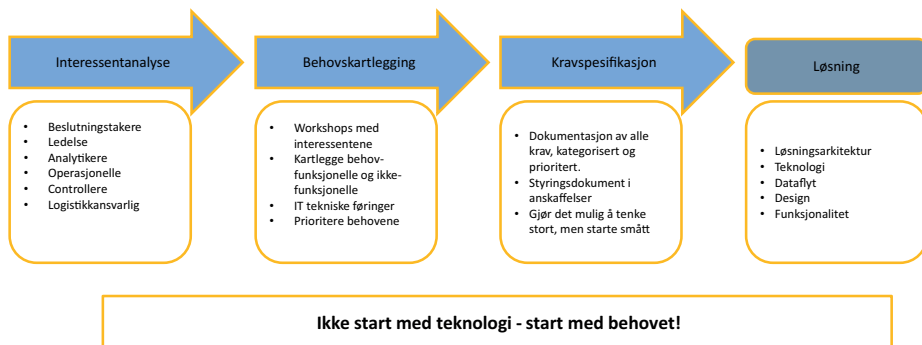 Interessentanalyse
Behovskartlegging
Kravspesifikasjon
Løsning
• Beslutningstakere
• Ledelse
• Analytikere
• Operasjonelle
• Controllere
• Logistikkansvarlig
• Workshops med
interessentene
• Kartlegge behov-
funksjonelle og ikke-
funksjonelle
• IT tekniske føringer
• Prioritere behovene
• Dokumentasjon av alle
krav, kategorisert og
prioritert.
• Styringsdokument i
anskaffelser
• Gjør det mulig å tenke
stort, men starte smått
• Løsningsarkitektur
• Teknologi
• Dataflyt
• Design
• Funksjonalitet
Ikke start med teknologi - start med behovet!